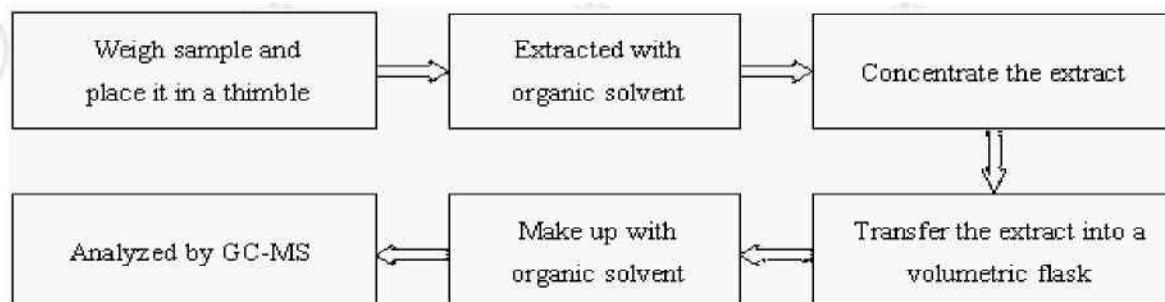 Weigh sample and
place it in a thimble
Extracted with
organic solvent
Concentrate the extract
Transfer the extract into a
volumetric flask
Make up with
organic solvent
Analyzed by GC-MS